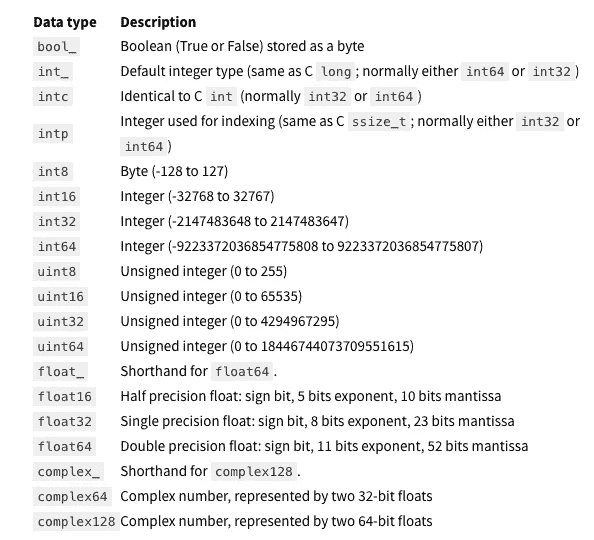 Data type Description
bool_ Boolean (True or False) stored as a byte
int_ Default integer type (same as C long; normally either int64 or int32)
intc Identical to C int (normally int32 or int64)
intp Integer used for indexing (same as C ssize_t; normally either int32 or
int64)
int8 Byte (-128 to 127)
int16 Integer (-32768 to 32767)
int32 Integer (-2147483648 to 2147483647)
int64 Integer (-9223372036854775808 to 9223372036854775807)
uint8 Unsigned integer (0 to 255)
uint16 Unsigned integer (0 to 65535)
uint32 Unsigned integer (0 to 4294967295)
uint64 Unsigned integer (0 to 18446744073709551615)
float_ Shorthand for float64.
float16 Half precision float: sign bit, 5 bits exponent, 10 bits mantissa
float32 Single precision float: sign bit, 8 bits exponent, 23 bits mantissa
float64 Double precision float: sign bit, 11 bits exponent, 52 bits mantissa
complex_ Shorthand for complex128.
complex64 Complex number, represented by two 32-bit floats
complex128 Complex number, represented by two 64-bit floats